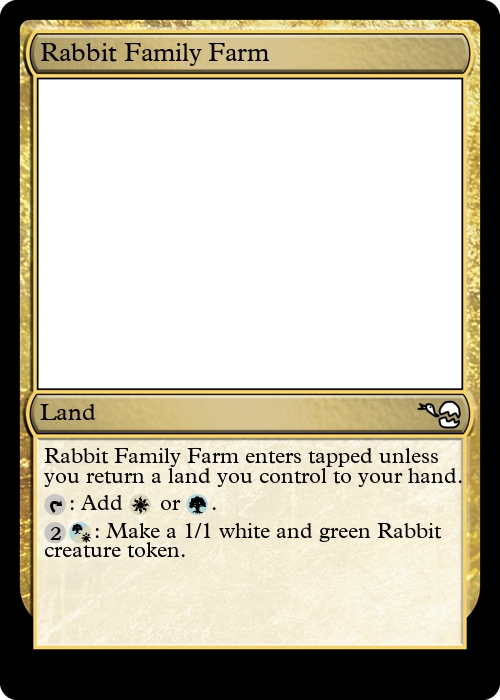 Rabbit Family Farm
Land
Rabbit Family Farm enters tapped unless
you return a land you control to your hand.
: Add or .
2 : Make a 1/1 white and green Rabbit
creature token.